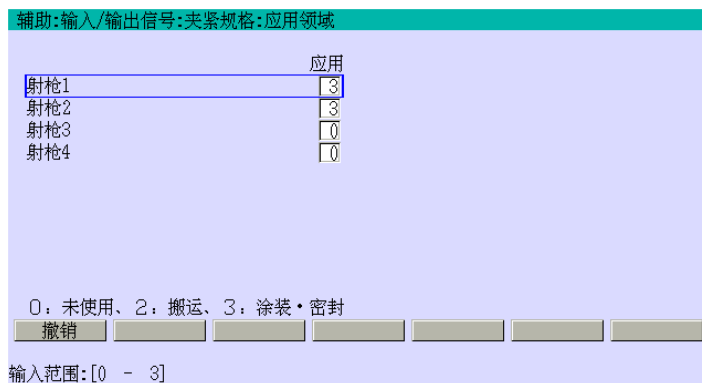 辅助:输入/输出信号:夹紧规格:应用领域
应用
射枪1 3
射枪2 3
射枪3 0
射枪4 0
0：未使用、2：搬运、3：涂装・密封
撤销
输入范围:[0 - 3]